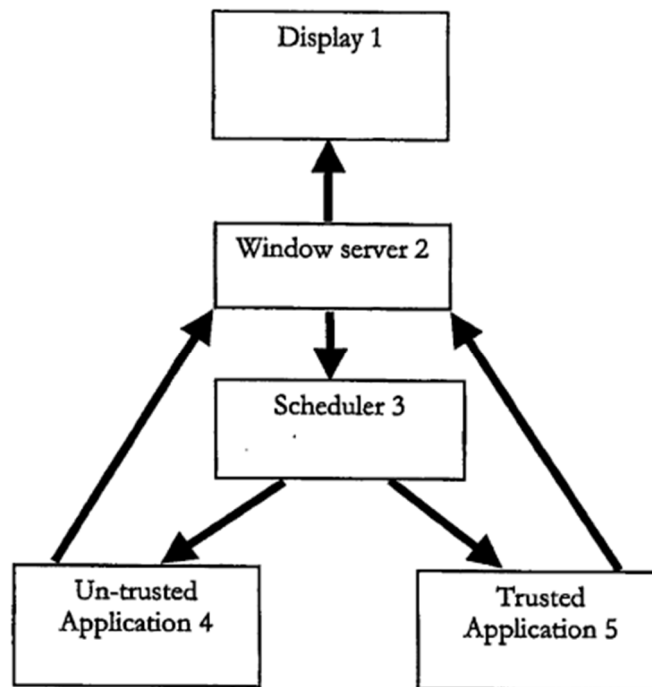 Display 1
Window server 2
Scheduler 3
Un-trusted
Application 4
Trusted
Application 5